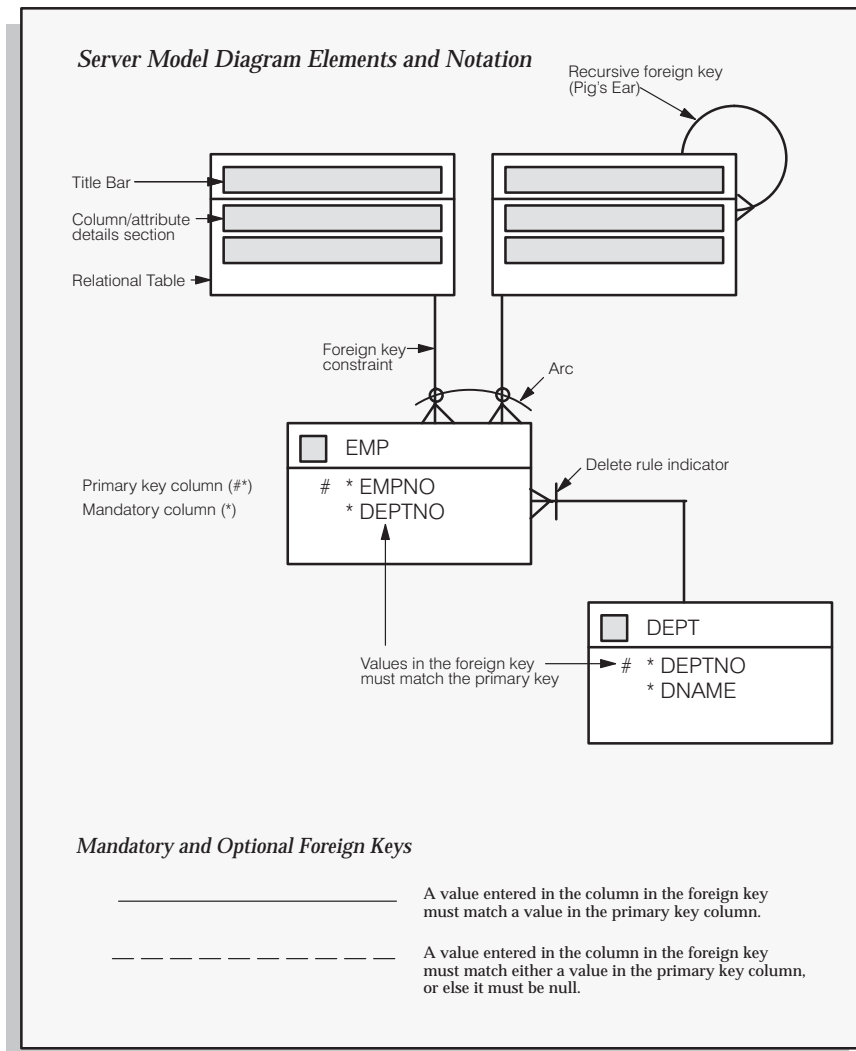 Server Model Diagram Elements and Notation
Recursive foreign key
(Pig's Ear)
Title Bar
Column/attribute
details section
Relational Table
Foreign key
constraint
Arc
EMP
Delete rule indicator
Primary key column (#*)
# * EMPNO
Mandatory column (*)
* DEPTNO
DEPT
Values in the foreign key
must match the primary key
# * DEPTNO
* DNAME
Mandatory and Optional Foreign Keys
A value entered in the column in the foreign key
must match a value in the primary key column.
A value entered in the column in the foreign key
must match either a value in the primary key column,
or else it must be null.